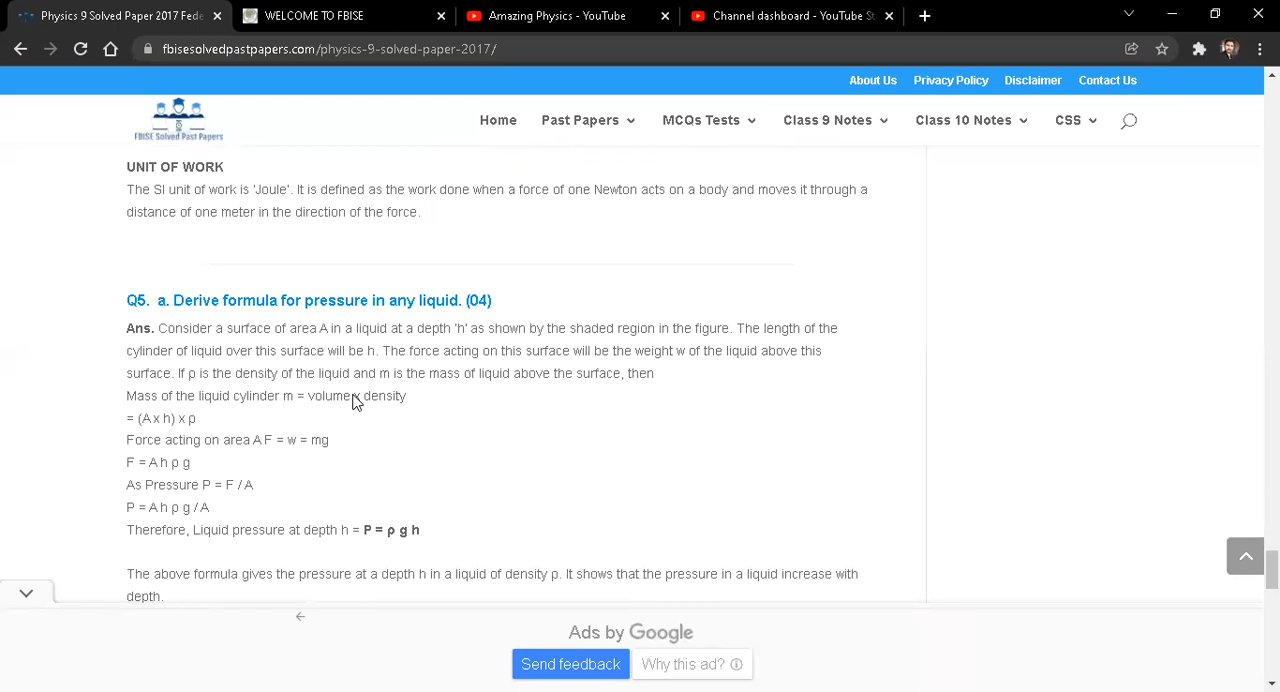 Physics 9 Solved Paper 2017 Fede
WELCOME TO FBISE
Amazing Physics - YouTube
Channel dashboard - YouTube St
fbisesolvedpastpapers.com/physics-9-solved-paper-2017/
About Us Privacy Policy Disclaimer Contact Us
FBISE Solved Past Papers
Home Past Papers MCQs Tests Class 9 Notes Class 10 Notes CSS
UNIT OF WORK
The SI unit of work is 'Joule'. It is defined as the work done when a force of one Newton acts on a body and moves it through a
distance of one meter in the direction of the force.
Q5. a. Derive formula for pressure in any liquid. (04)
Ans. Consider a surface of area A in a liquid at a depth 'h' as shown by the shaded region in the figure. The length of the
cylinder of liquid over this surface will be h. The force acting on this surface will be the weight w of the liquid above this
surface. If ρ is the density of the liquid and m is the mass of liquid above the surface, then
Mass of the liquid cylinder m = volume x density
= (A x h) x ρ
Force acting on area A F = w = mg
F = A h ρ g
As Pressure P = F / A
P = A h ρ g / A
Therefore, Liquid pressure at depth h = P = ρ g h
The above formula gives the pressure at a depth h in a liquid of density ρ. It shows that the pressure in a liquid increase with
depth.
Ads by Google
Send feedback Why this ad?